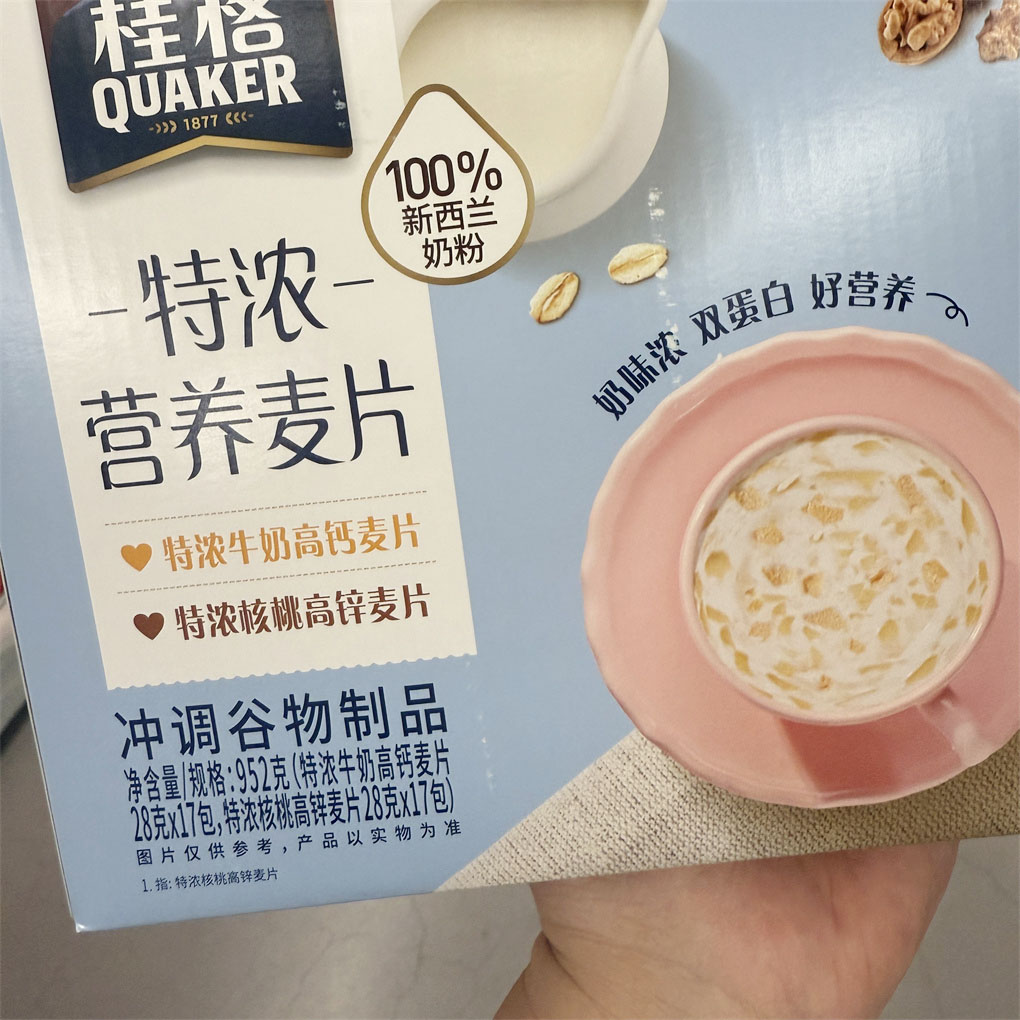 桂格
QUAKER
1877
100%
新西兰
奶粉
特浓
营养麦片
奶味浓 双蛋白 好营养
特浓牛奶高钙麦片
特浓核桃高锌麦片
冲调谷物制品
净含量/规格:952克(特浓牛奶高钙麦片
28克x17包,特浓核桃高锌麦片28克x17包)
图片仅供参考,产品以实物为准
1.指:特浓核桃高锌麦片